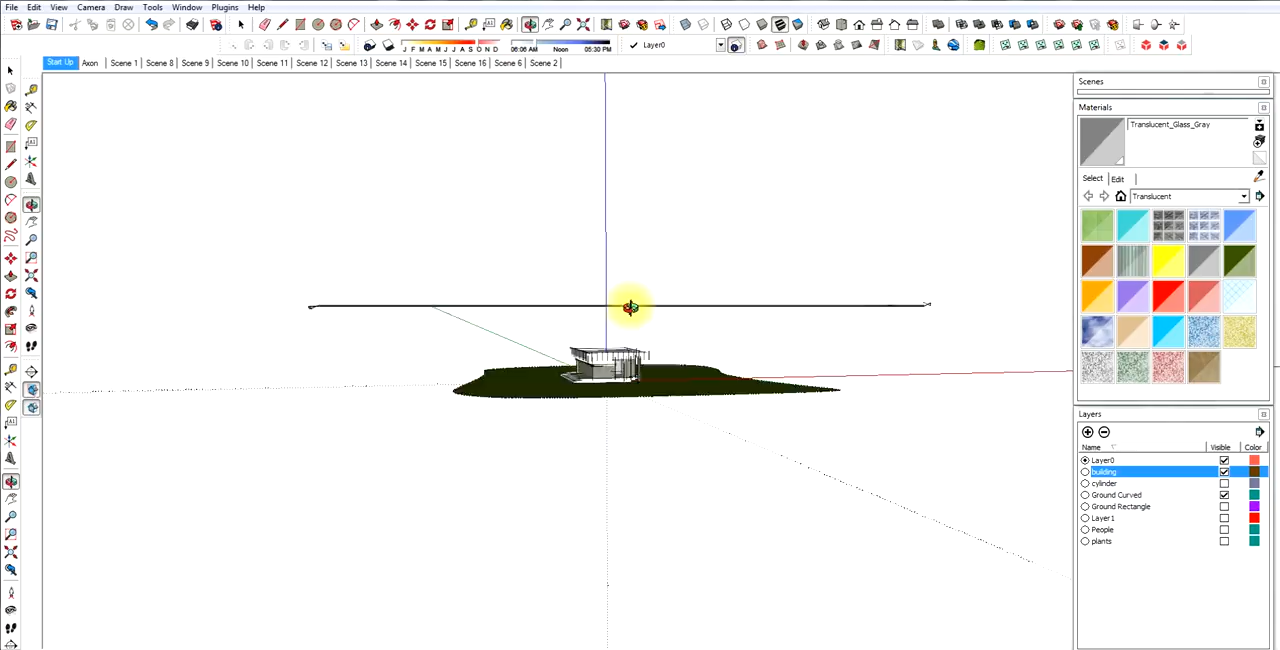 File Edit View Camera Draw Tools Window Plugins Help
J F M A M J J A S O N D 06:06 AM Noon 05:30 PM Layer0
Start Up Axon Scene 1 Scene 8 Scene 9 Scene 10 Scene 11 Scene 12 Scene 13 Scene 14 Scene 15 Scene 16 Scene 6 Scene 2
Scenes
Materials
Translucent_Glass_Gray
Select Edit
Translucent
Layers
Name Visible Color
Layer0
building
cylinder
Ground Curved
Ground Rectangle
Layer1
People
plants